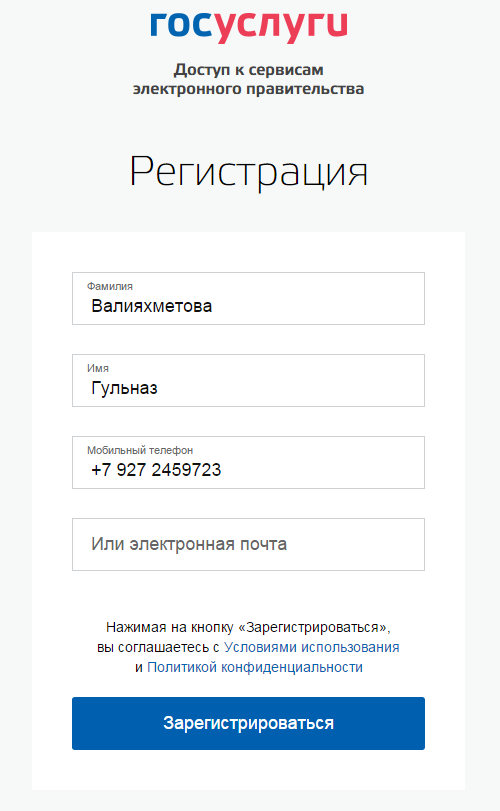 госуслуги
Доступ к сервисам
электронного правительства
Регистрация
Фамилия
Валияхметова
Имя
Гульназ
Мобильный телефон
+7 927 2459723
Или электронная почта
Нажимая на кнопку «Зарегистрироваться»,
вы соглашаетесь с Условиями использования
и Политикой конфиденциальности
Зарегистрироваться